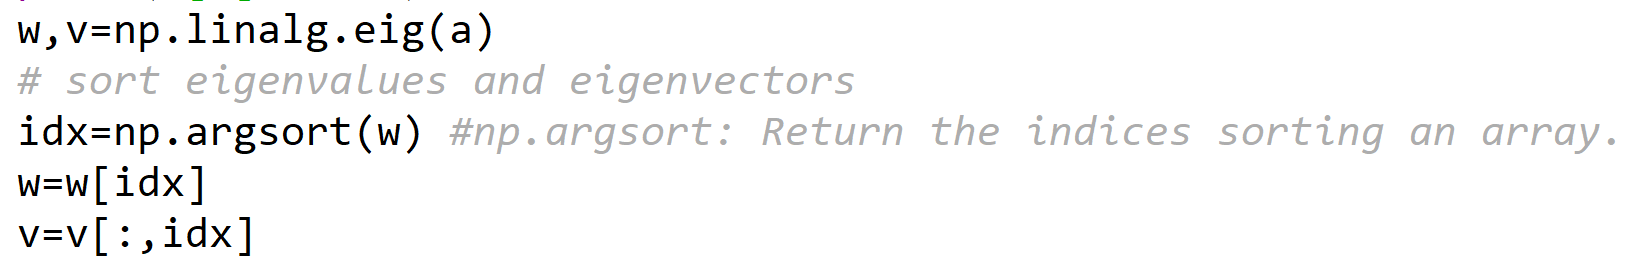 w,v=np.linalg.eig(a)
# sort eigenvalues and eigenvectors
idx=np.argsort(w) #np.argsort: Return the indices sorting an array.
w=w[idx]
v=v[:,idx]